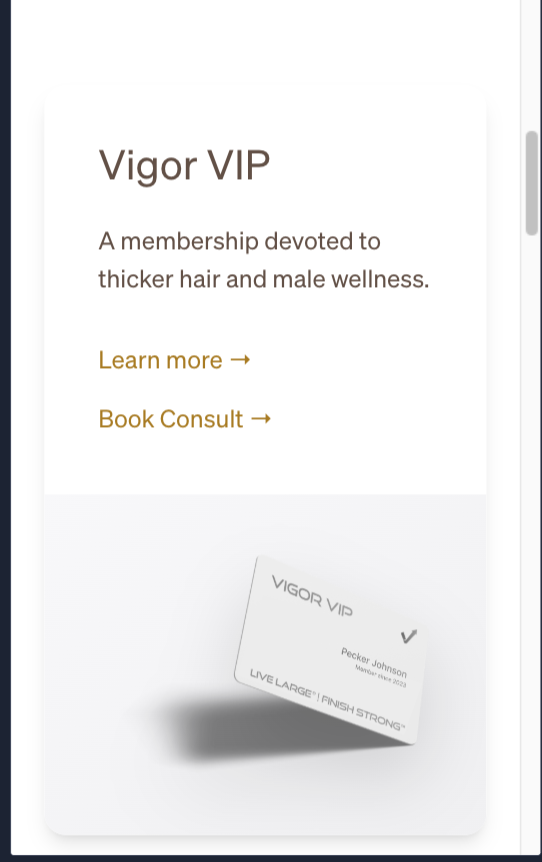 Vigor VIP
A membership devoted to
thicker hair and male wellness.
Learn more →
Book Consult →
VIGOR VIP
Pecker Johnson
Member since 2023
LIVE LARGE™ | FINISH STRONG™